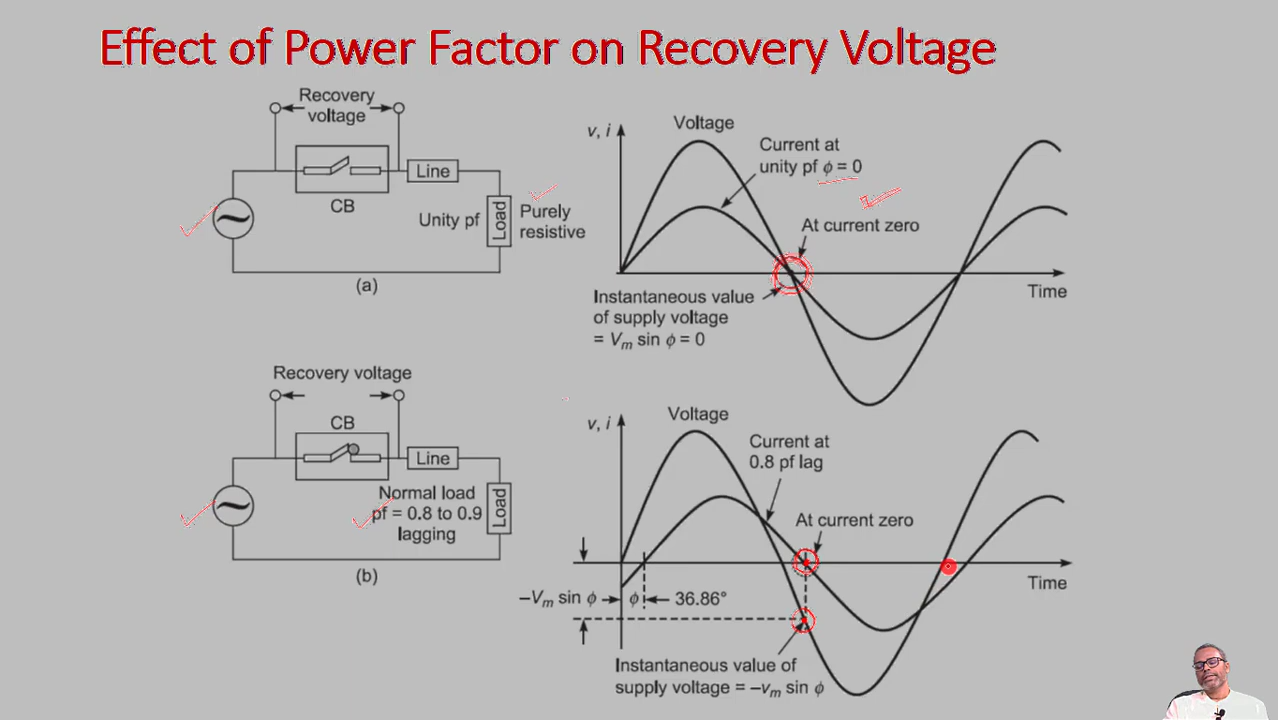 Effect of Power Factor on Recovery Voltage
Recovery
voltage
CB
Line
Unity pf
Load
Purely
resistive
(a)
v, i
Voltage
Current at
unity pf ϕ = 0
At current zero
Instantaneous value
of supply voltage
= Vm sin ϕ = 0
Time
Recovery voltage
CB
Line
Normal load
pf = 0.8 to 0.9
lagging
Load
(b)
v, i
Voltage
Current at
0.8 pf lag
At current zero
Time
–Vm sin ϕ
ϕ
36.86°
Instantaneous value of
supply voltage = –vm sin ϕ